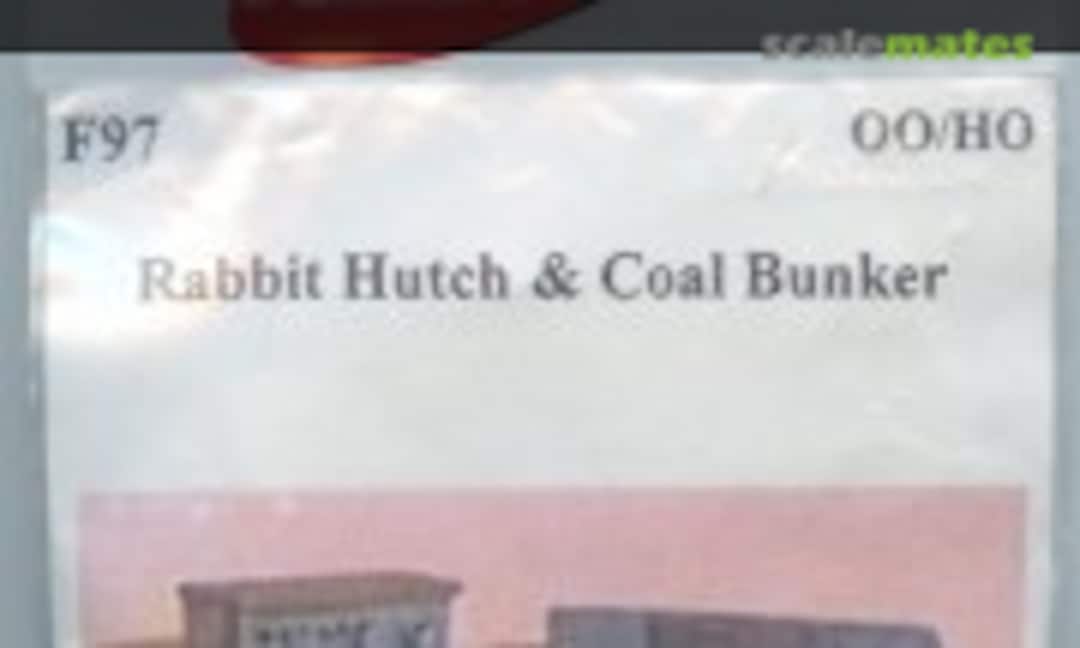 scalemates
F97
OO/HO
Rabbit Hutch & Coal Bunker